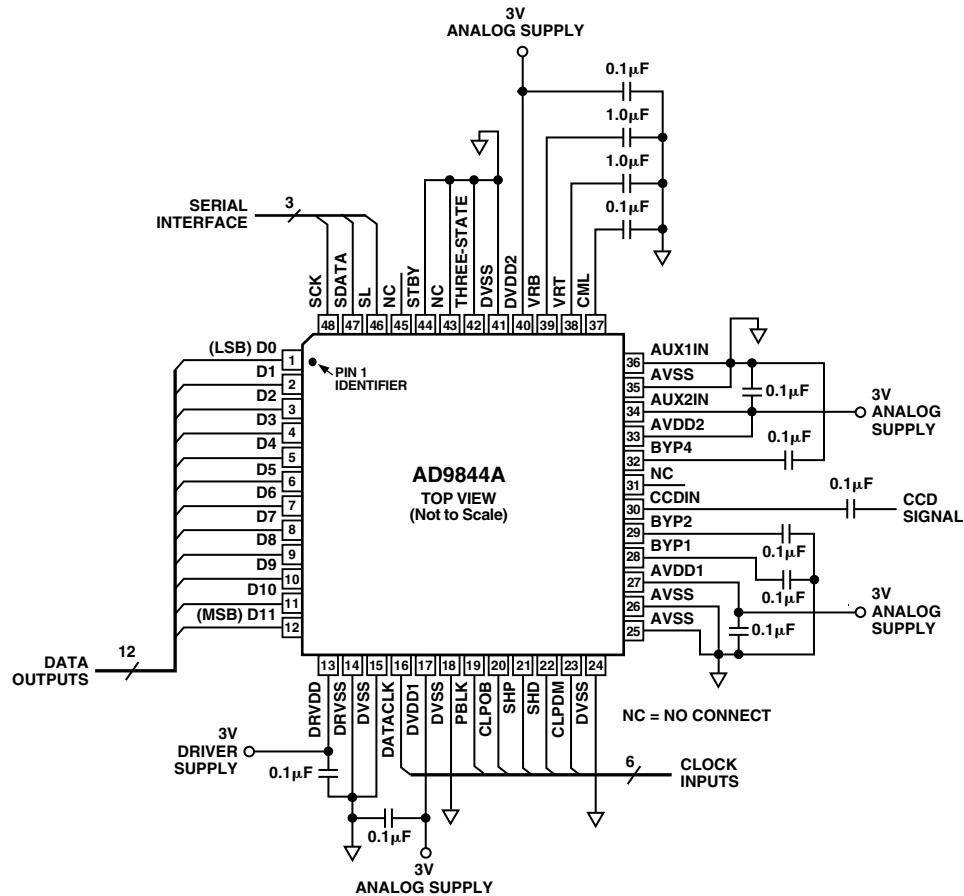 3V
ANALOG SUPPLY
0.1µF
1.0µF
1.0µF
0.1µF
SERIAL
INTERFACE
3
SCK
SDATA
SL
NC
STBY
NC
THREE-STATE
DVSS
DVDD2
VRB
VRT
CML
48
47
46
45
44
43
42
41
40
39
38
37
(LSB) D0
D1
D2
D3
D4
D5
D6
D7
D8
D9
D10
(MSB) D11
1
2
3
4
5
6
7
8
9
10
11
12
PIN 1
IDENTIFIER
AD9844A
TOP VIEW
(Not to Scale)
36
35
34
33
32
31
30
29
28
27
26
25
AUX1IN
AVSS
AUX2IN
AVDD2
BYP4
NC
CCDIN
BYP2
BYP1
AVDD1
AVSS
AVSS
0.1µF
3V
ANALOG
SUPPLY
0.1µF
0.1µF
CCD
SIGNAL
0.1µF
0.1µF
3V
ANALOG
SUPPLY
0.1µF
DATA
OUTPUTS
12
13
14
15
16
17
18
19
20
21
22
23
24
DRVDD
DRVSS
DVSS
DATACLK
DVDD1
DVSS
PBLK
CLPOB
SHP
SHD
CLPDM
DVSS
NC = NO CONNECT
3V
DRIVER
SUPPLY
0.1µF
6
CLOCK
INPUTS
0.1µF
3V
ANALOG SUPPLY